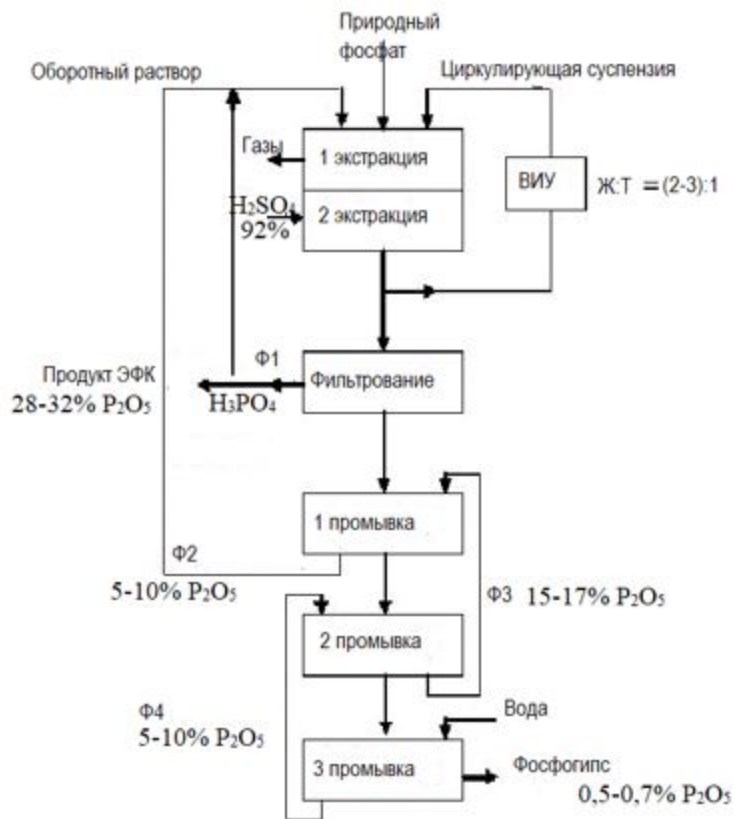 Природный
фосфат
Оборотный раствор
Циркулирующая суспензия
Газы
1 экстракция
ВИУ
Ж:Т = (2-3):1
H₂SO₄
92%
2 экстракция
Ф1
Продукт ЭФК
28-32% P₂O₅
H₃PO₄
Фильтрование
1 промывка
Ф2
5-10% P₂O₅
Ф3 15-17% P₂O₅
2 промывка
Ф4
5-10% P₂O₅
Вода
3 промывка
Фосфогипс
0,5-0,7% P₂O₅